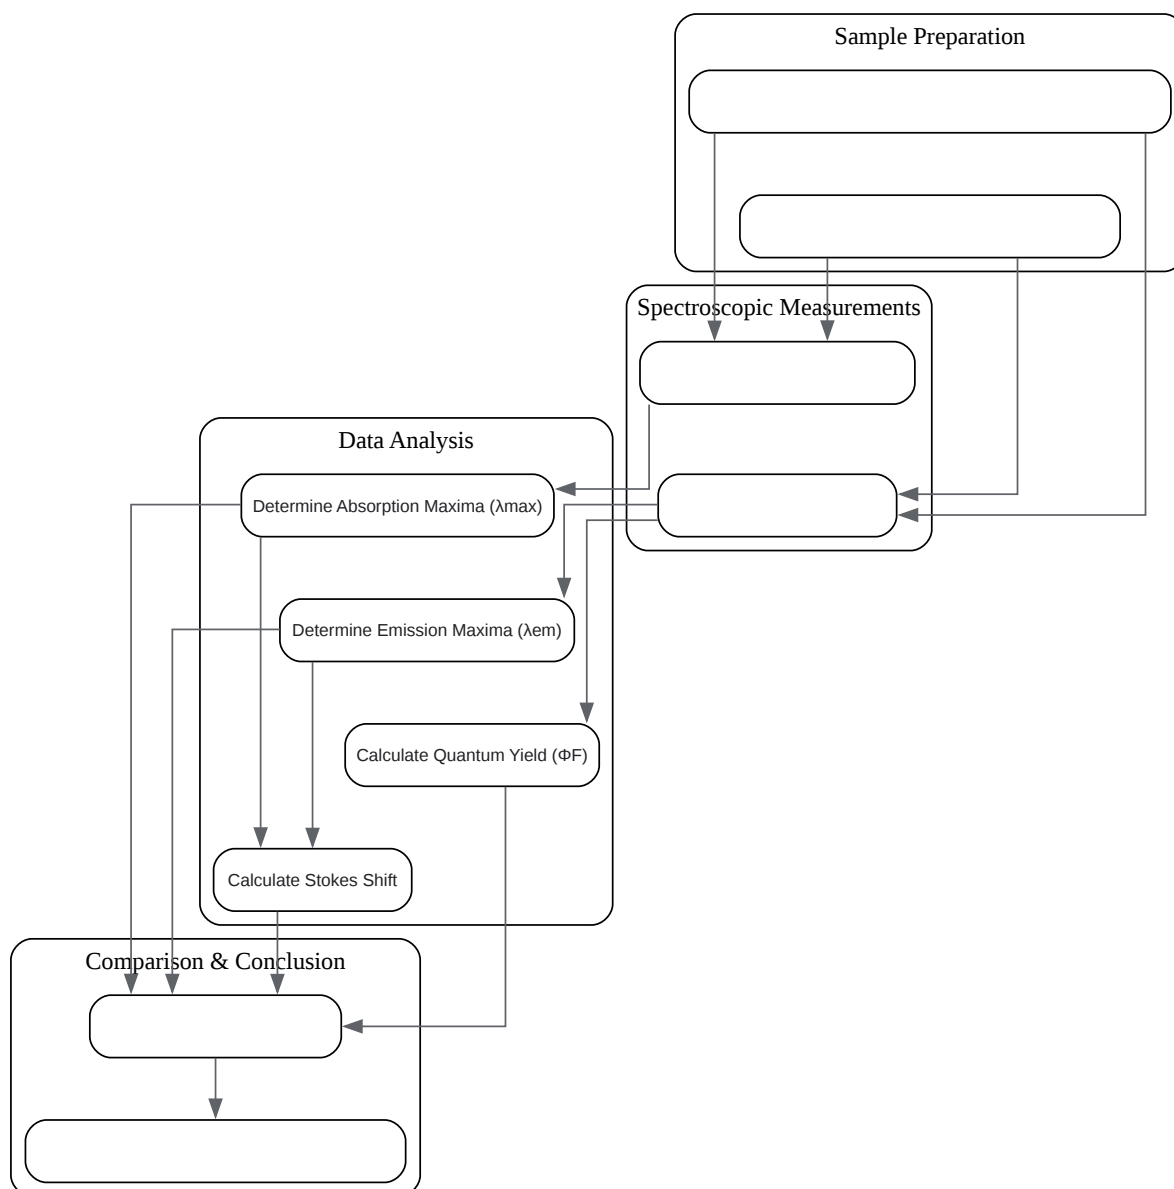 Sample Preparation
Spectroscopic Measurements
Data Analysis
Determine Absorption Maxima (λmax)
Determine Emission Maxima (λem)
Calculate Quantum Yield (ΦF)
Calculate Stokes Shift
Comparison & Conclusion